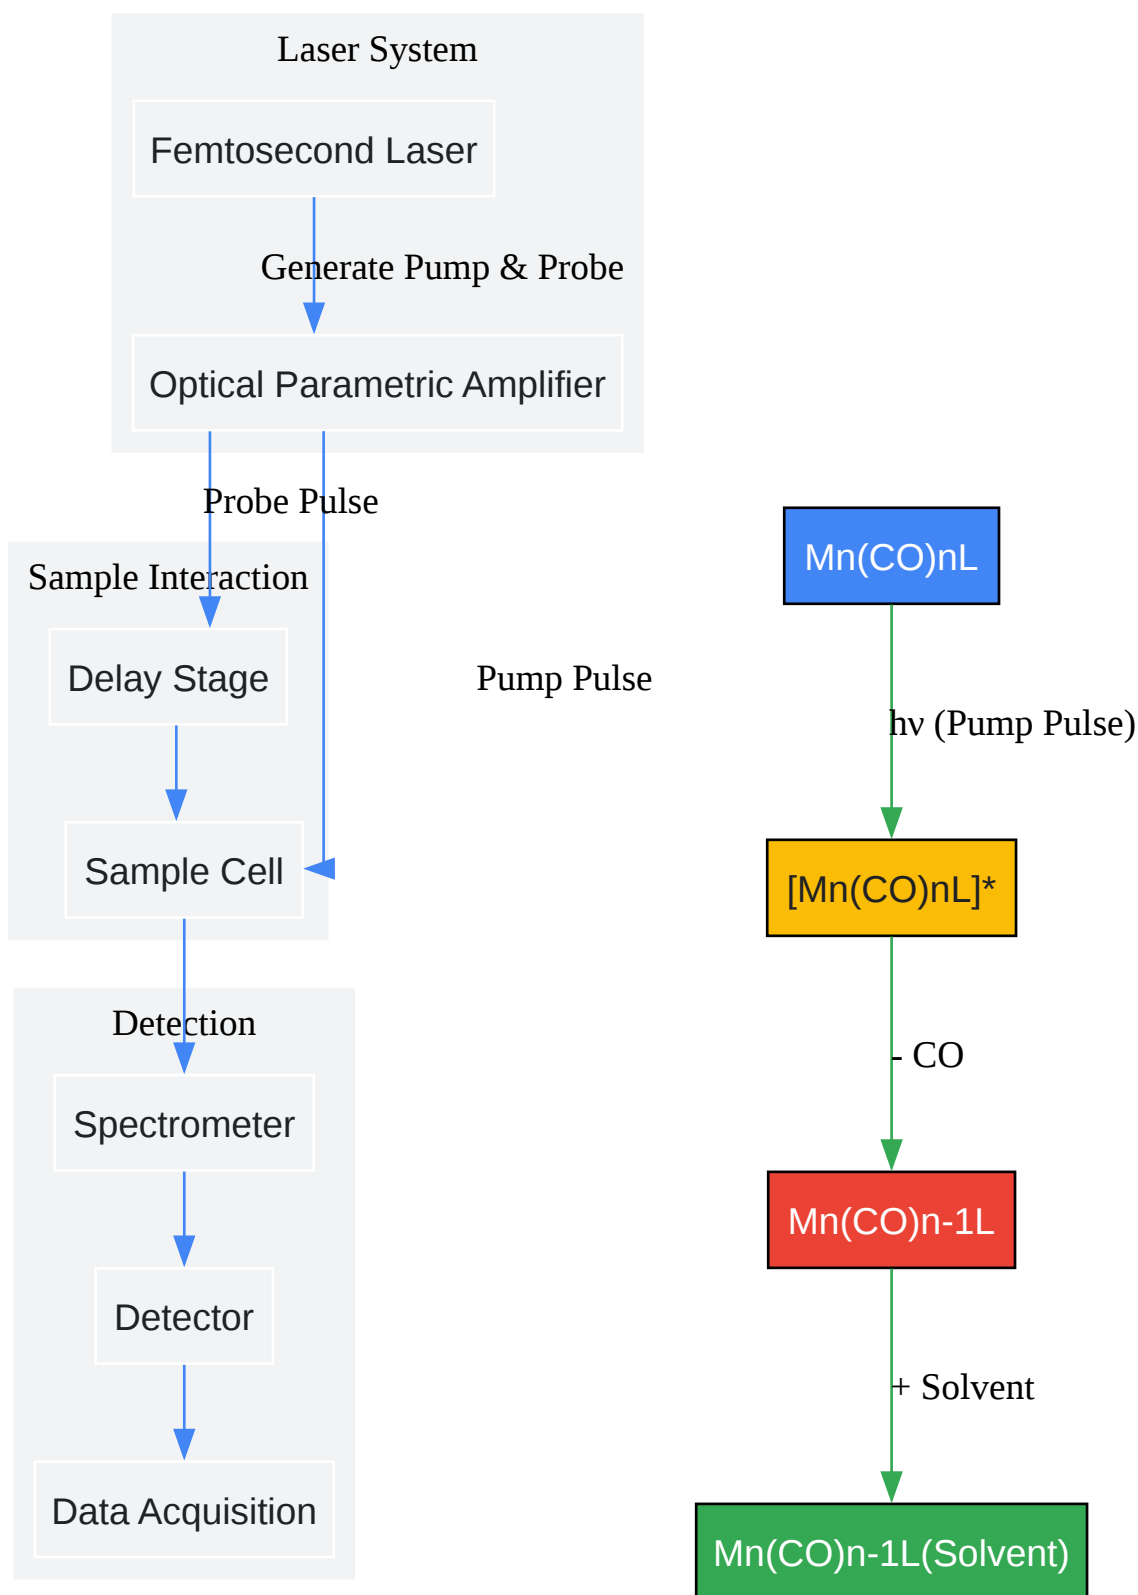 Laser System
Femtosecond Laser
Generate Pump & Probe
Optical Parametric Amplifier
Probe Pulse
Sample Interaction
Delay Stage
Pump Pulse
Sample Cell
Detection
Spectrometer
Detector
Data Acquisition
Mn(CO)nL
hν (Pump Pulse)
[Mn(CO)nL]*
- CO
Mn(CO)n-1L
+ Solvent
Mn(CO)n-1L(Solvent)